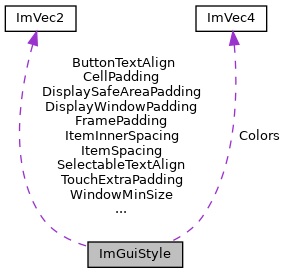 ImVec2
ImVec4
ButtonTextAlign
CellPadding
DisplaySafeAreaPadding
DisplayWindowPadding
FramePadding
ItemInnerSpacing
ItemSpacing
SelectableTextAlign
TouchExtraPadding
WindowMinSize
...
Colors
ImGuiStyle